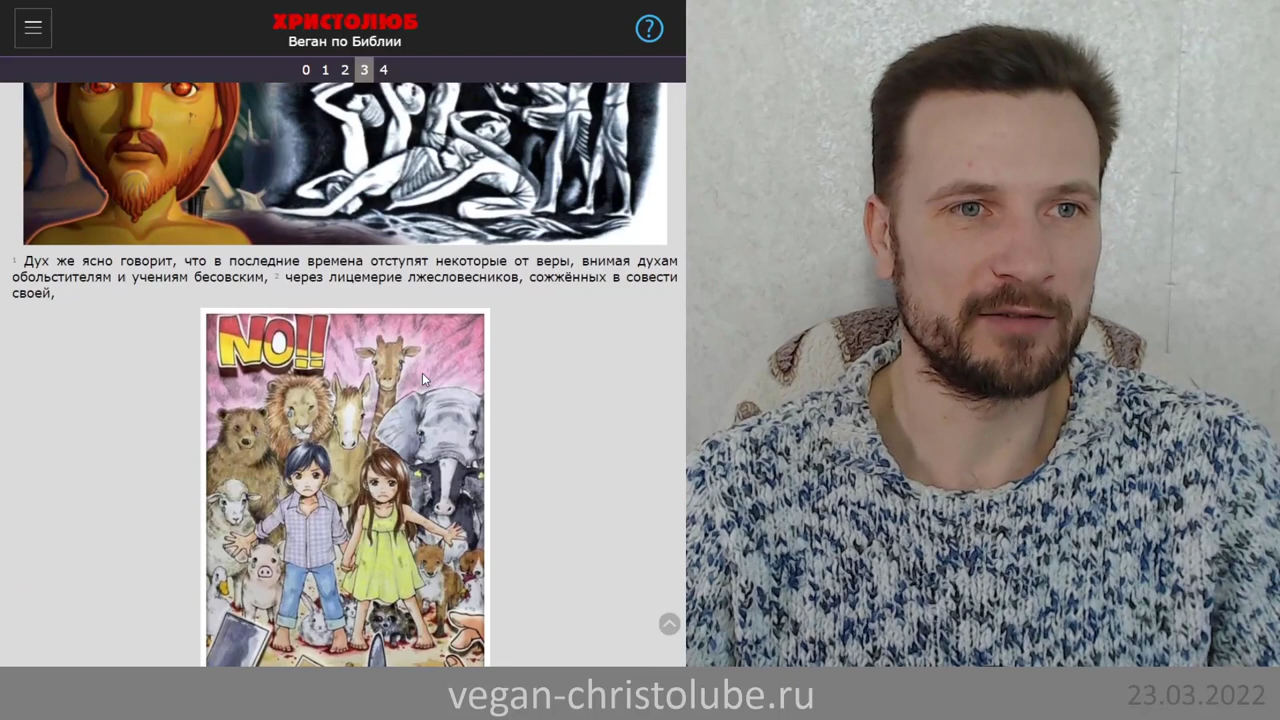 ХРИСТОЛЮБ
Веган по Библии
?
0 1 2 3 4
1 Дух же ясно говорит, что в последние времена отступят некоторые от веры, внимая духам
обольстителям и учениям бесовским, 2 через лицемерие лжесловесников, сожжённых в совести
своей,
NO!!
vegan-christolube.ru
23.03.2022